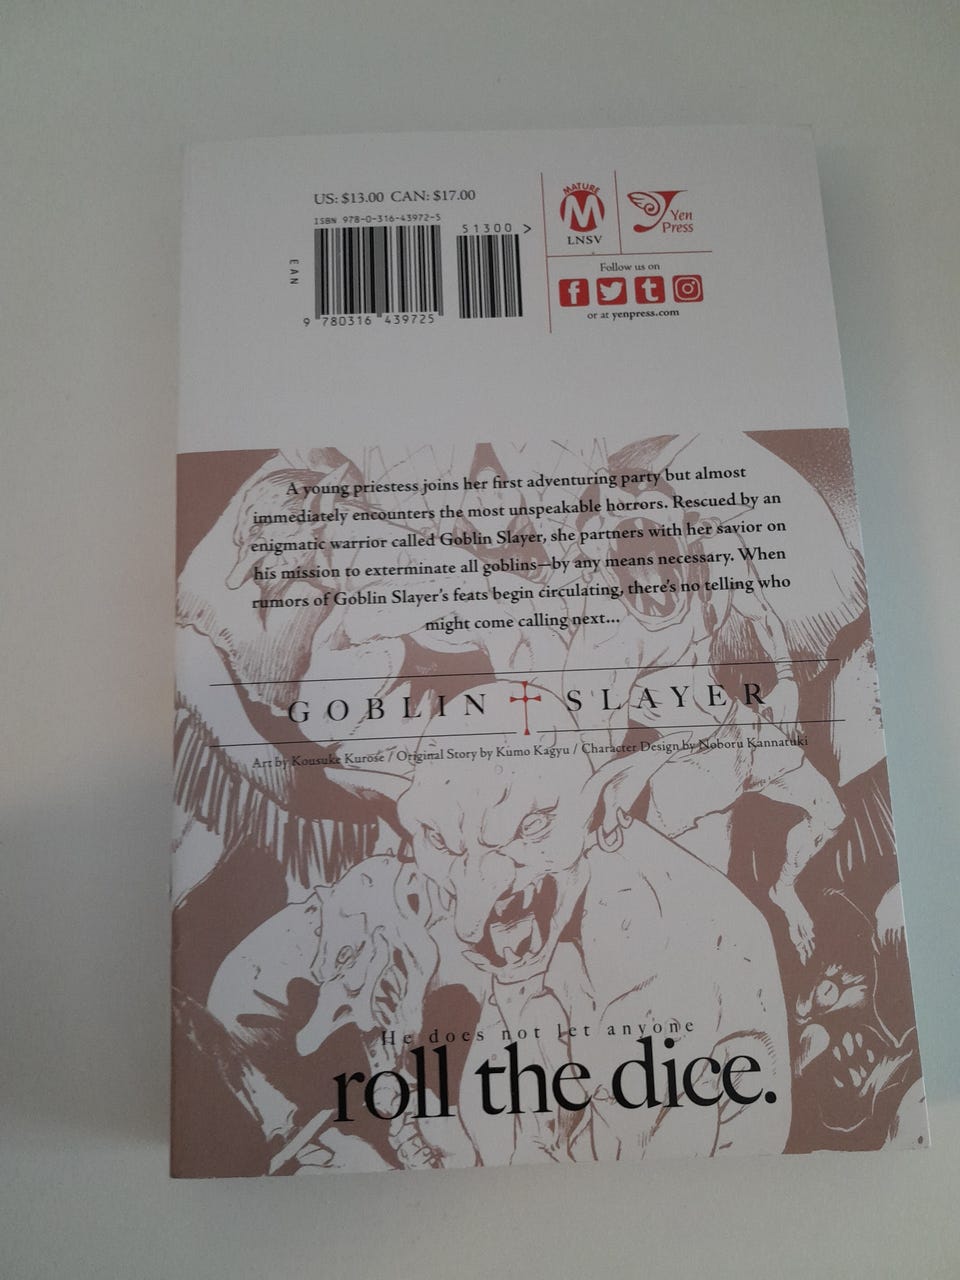 US: $13.00 CAN: $17.00
ISBN 978-0-316-43972-5
51300 >
EAN
9 780316 439725
MATURE
M
LNSV
Yen
Press
Follow us on
f t
or at yenpress.com
A young priestess joins her first adventuring party but almost
immediately encounters the most unspeakable horrors. Rescued by an
enigmatic warrior called Goblin Slayer, she partners with her savior on
his mission to exterminate all goblins—by any means necessary. When
rumors of Goblin Slayer's feats begin circulating, there's no telling who
might come calling next...
GOBLIN SLAYER
Art by Kousuke Kurose / Original Story by Kumo Kagyu / Character Design by Noboru Kannatuki
He does not let anyone
roll the dice.